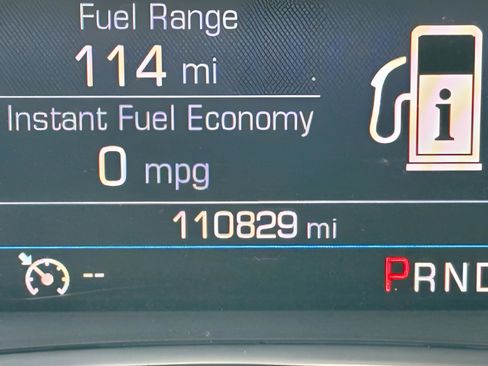 Fuel Range
114 mi
Instant Fuel Economy
0 mpg
i
110829 mi
--
PRND